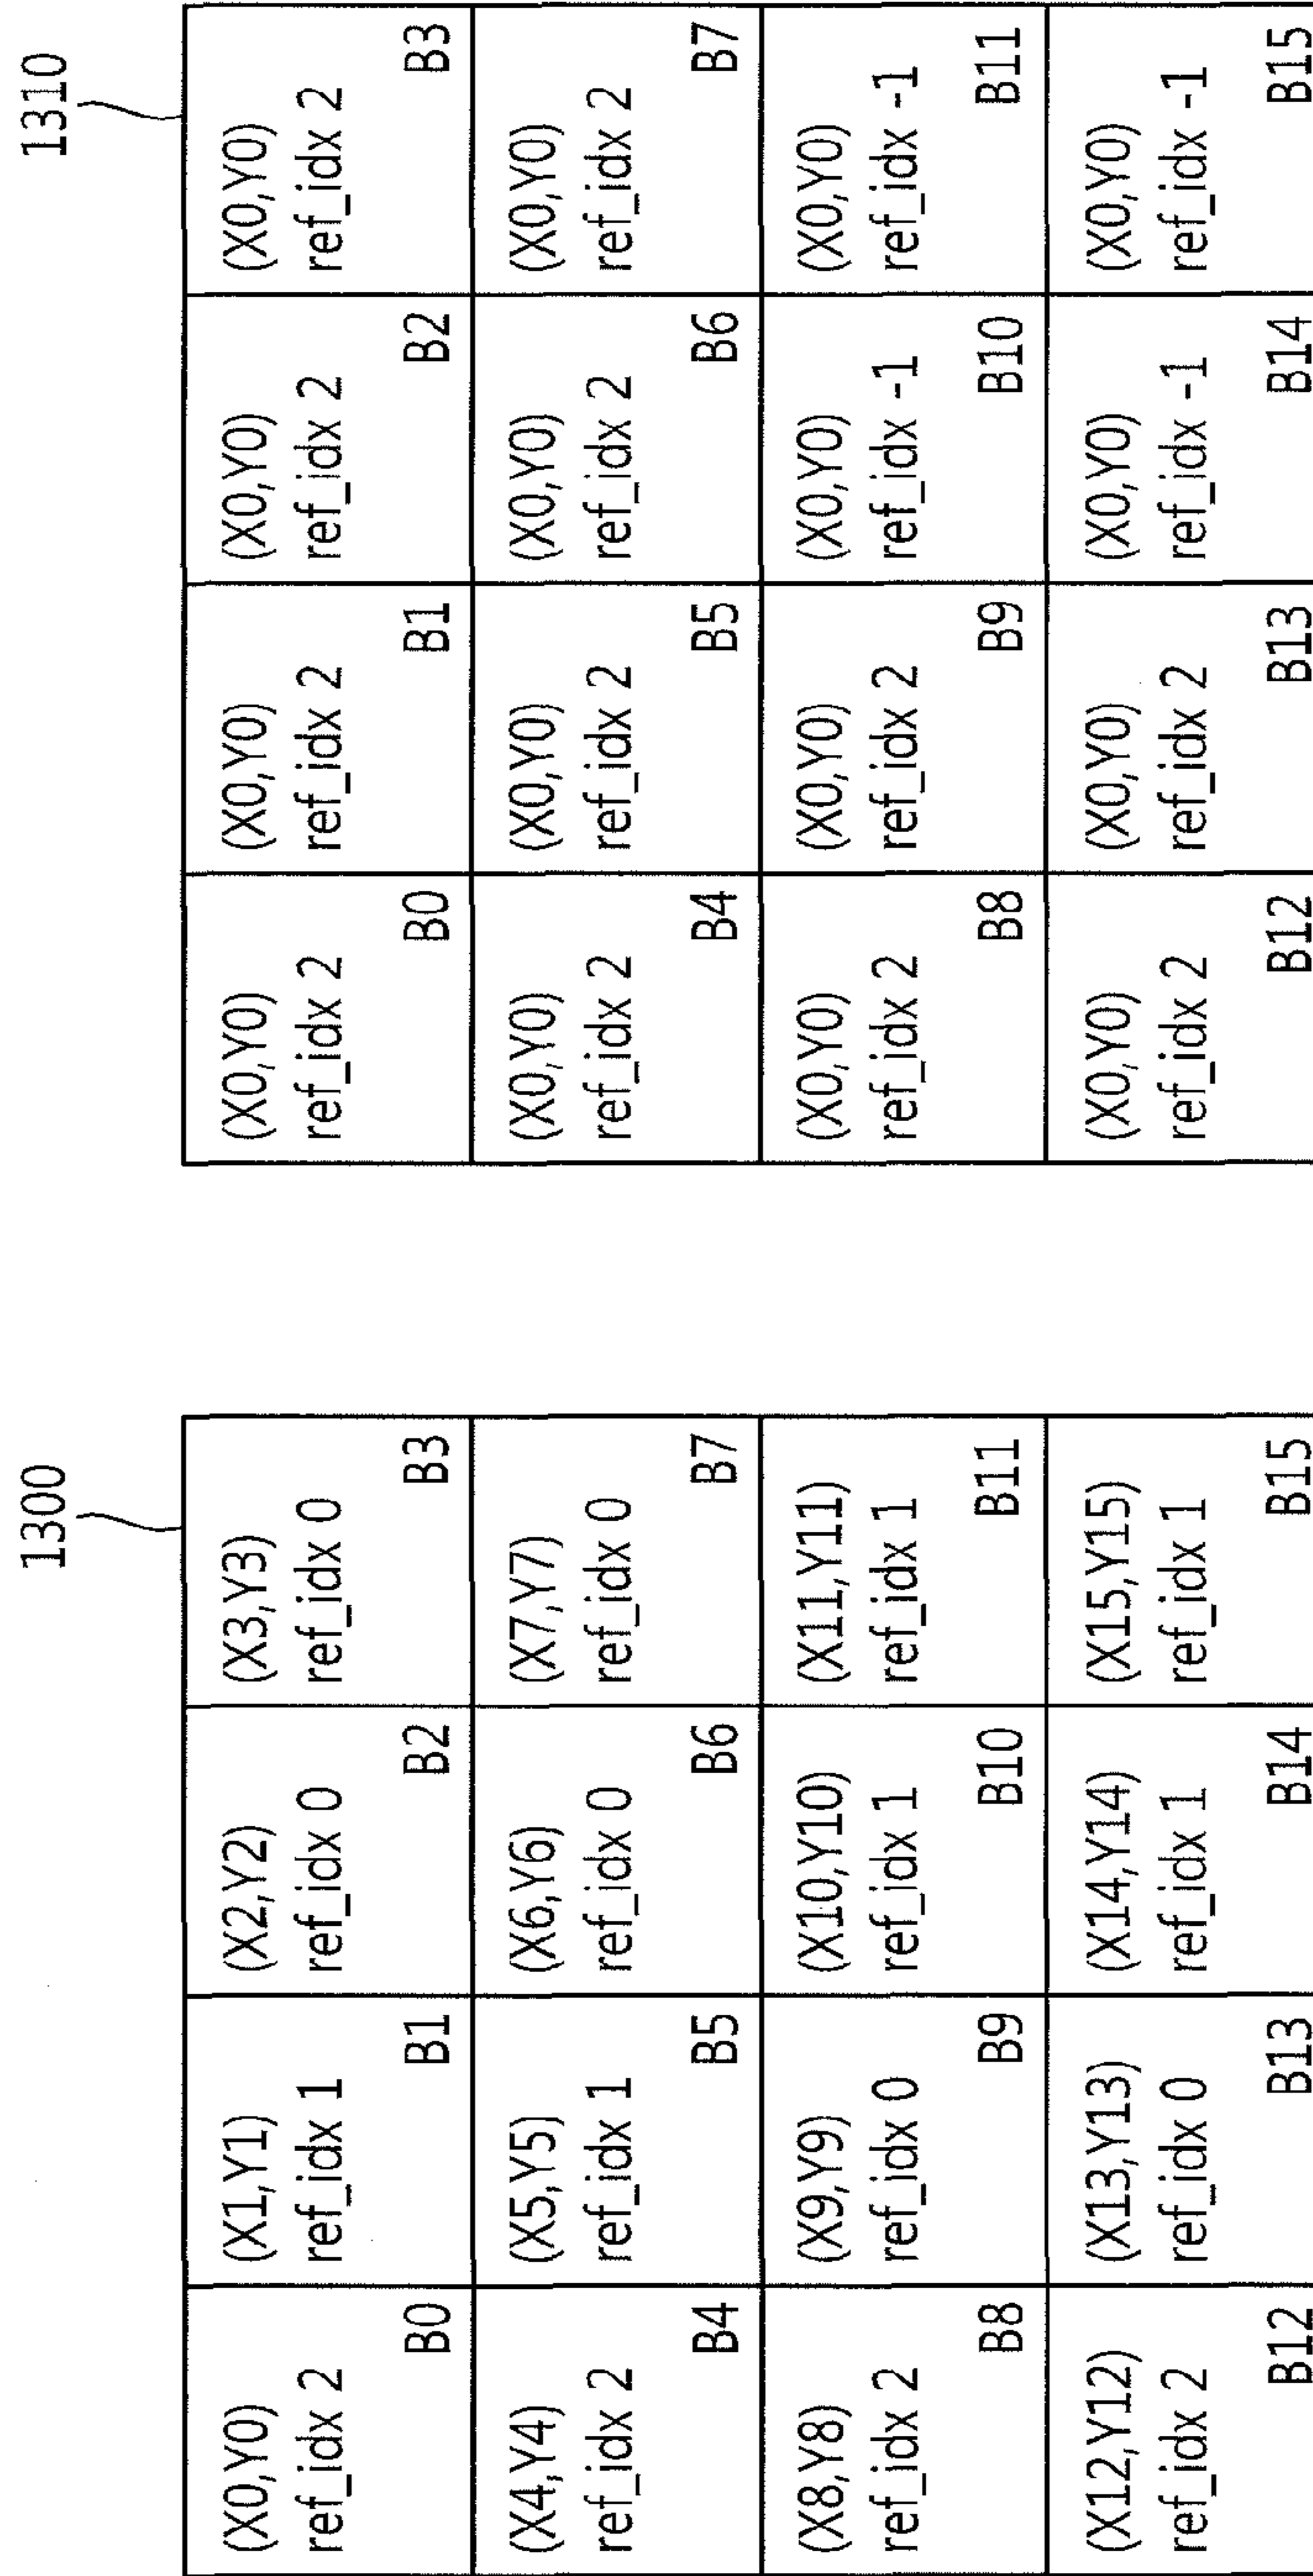 1300
(X0,Y0)
ref_idx 2
B0
(X1,Y1)
ref_idx 1
B1
(X2,Y2)
ref_idx 0
B2
(X3,Y3)
ref_idx 0
B3
(X4,Y4)
ref_idx 2
B4
(X5,Y5)
ref_idx 1
B5
(X6,Y6)
ref_idx 0
B6
(X7,Y7)
ref_idx 0
B7
(X8,Y8)
ref_idx 2
B8
(X9,Y9)
ref_idx 0
B9
(X10,Y10)
ref_idx 1
B10
(X11,Y11)
ref_idx 1
B11
(X12,Y12)
ref_idx 2
B12
(X13,Y13)
ref_idx 0
B13
(X14,Y14)
ref_idx 1
B14
(X15,Y15)
ref_idx 1
B15
1310
(X0,Y0)
ref_idx 2
B0
(X0,Y0)
ref_idx 2
B1
(X0,Y0)
ref_idx 2
B2
(X0,Y0)
ref_idx 2
B3
(X0,Y0)
ref_idx 2
B4
(X0,Y0)
ref_idx 2
B5
(X0,Y0)
ref_idx 2
B6
(X0,Y0)
ref_idx 2
B7
(X0,Y0)
ref_idx 2
B8
(X0,Y0)
ref_idx 2
B9
(X0,Y0)
ref_idx -1
B10
(X0,Y0)
ref_idx -1
B11
(X0,Y0)
ref_idx 2
B12
(X0,Y0)
ref_idx 2
B13
(X0,Y0)
ref_idx -1
B14
(X0,Y0)
ref_idx -1
B15